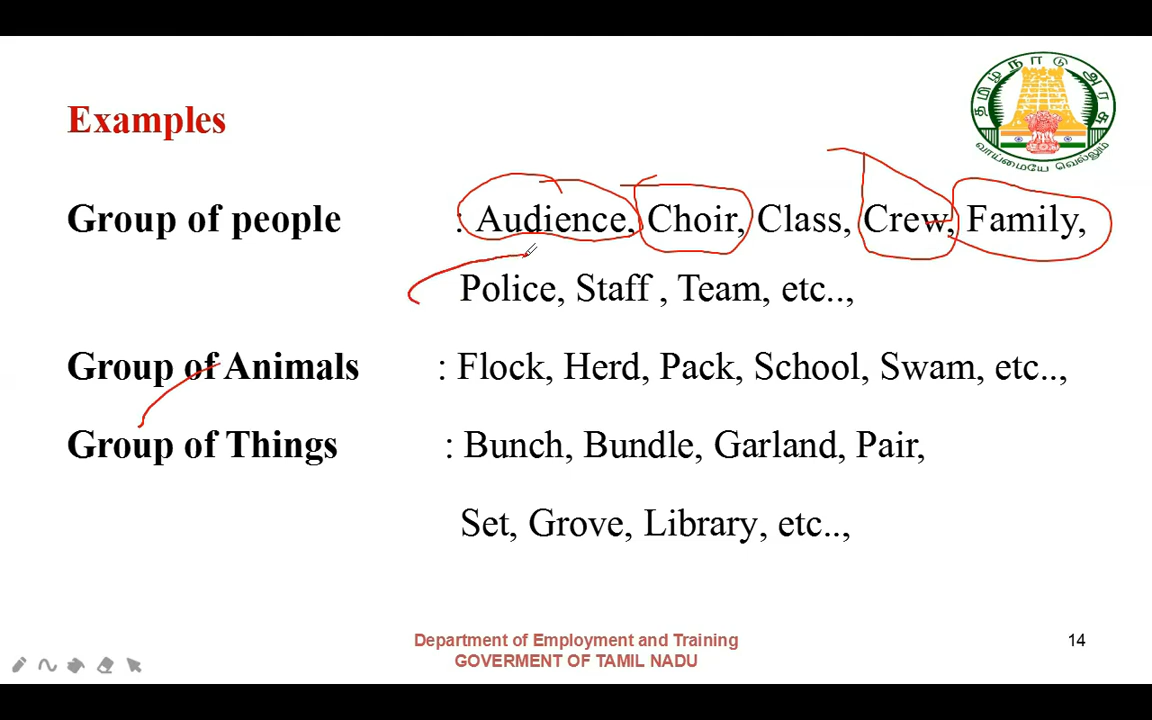 Examples
தமிழ்நாடு அரசு
வாய்மையே வெல்லும்
Group of people : Audience, Choir, Class, Crew, Family,
Police, Staff , Team, etc..,
Group of Animals : Flock, Herd, Pack, School, Swam, etc..,
Group of Things : Bunch, Bundle, Garland, Pair,
Set, Grove, Library, etc..,
Department of Employment and Training
GOVERMENT OF TAMIL NADU
14